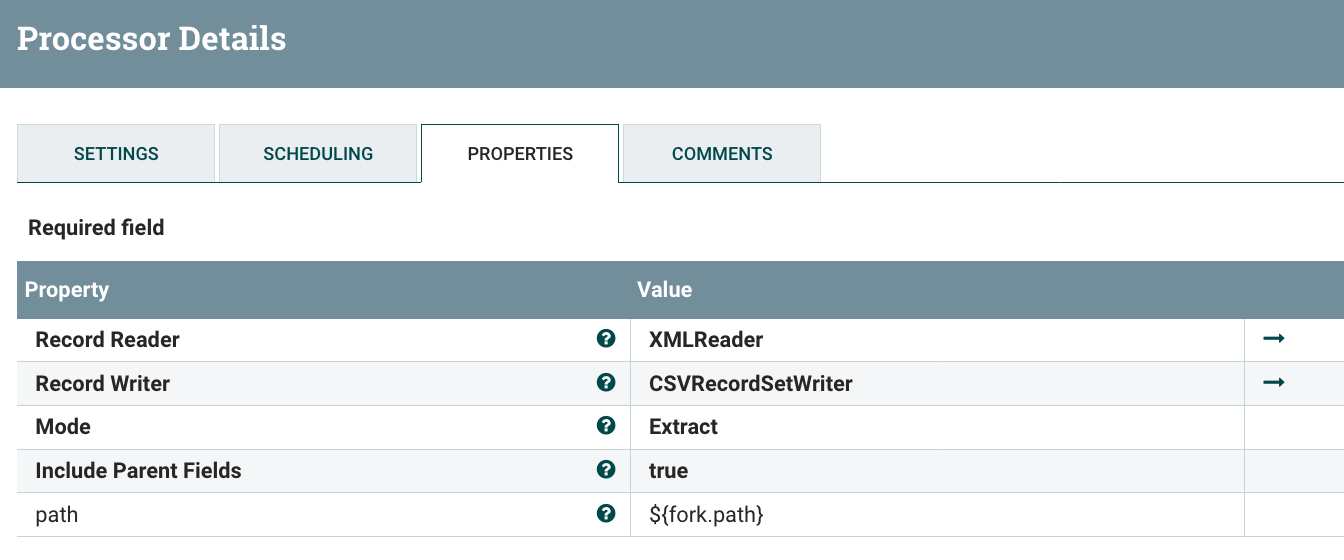 Processor Details
SETTINGS SCHEDULING PROPERTIES COMMENTS
Required field
Property Value
Record Reader XMLReader
Record Writer CSVRecordSetWriter
Mode Extract
Include Parent Fields true
path ${fork.path}